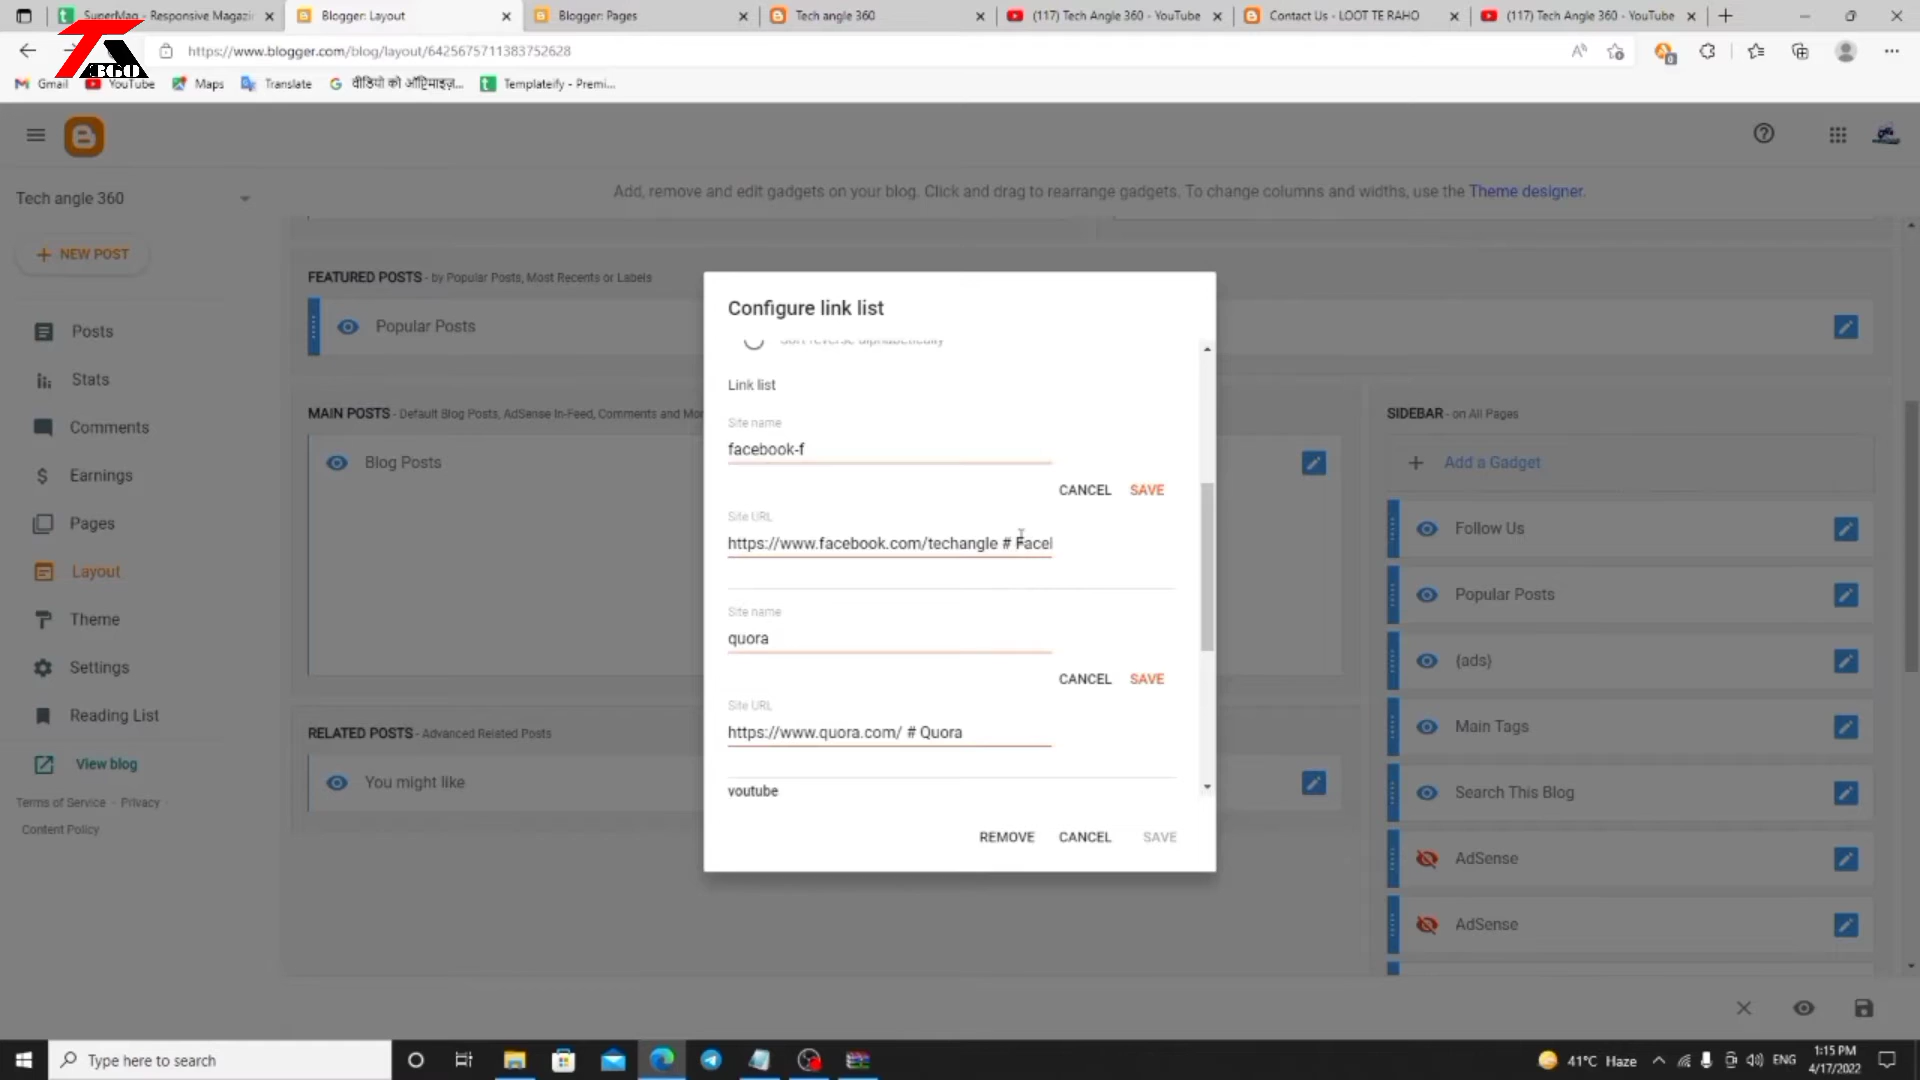 SuperMag - Responsive Magazin
Blogger: Layout
Blogger: Pages
Tech angle 360
(117) Tech Angle 360 - YouTube
Contact Us - LOOT TE RAHO
(117) Tech Angle 360 - YouTube
https://www.blogger.com/blog/layout/6425675711383752628
TA
360
Gmail
YouTube
Maps
Translate
वीडियो को ऑप्टिमाइज़...
Templateify - Premi...
Tech angle 360
Add, remove and edit gadgets on your blog. Click and drag to rearrange gadgets. To change columns and widths, use the Theme designer.
NEW POST
Posts
Stats
Comments
Earnings
Pages
Layout
Theme
Settings
Reading List
View blog
Terms of Service · Privacy ·
Content Policy
FEATURED POSTS - by Popular Posts, Most Recents or Labels
Popular Posts
MAIN POSTS - Default Blog Posts, AdSense In-Feed, Comments and Mor
Blog Posts
RELATED POSTS - Advanced Related Posts
You might like
Configure link list
Sort reverse alphabetically
Link list
Site name
facebook-f
CANCEL SAVE
Site URL
https://www.facebook.com/techangle # Facel
Site name
quora
CANCEL SAVE
Site URL
https://www.quora.com/ # Quora
youtube
REMOVE CANCEL SAVE
SIDEBAR - on All Pages
Add a Gadget
Follow Us
Popular Posts
{ads}
Main Tags
Search This Blog
AdSense
AdSense
Type here to search
41°C Haze
ENG
1:15 PM
4/17/2022